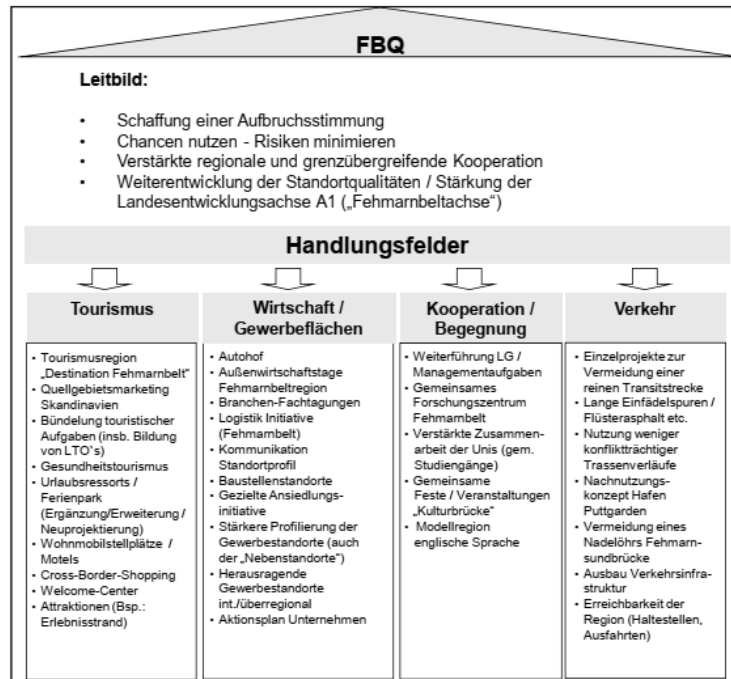 FBQ
Leitbild:
• Schaffung einer Aufbruchsstimmung
• Chancen nutzen - Risiken minimieren
• Verstärkte regionale und grenzübergreifende Kooperation
• Weiterentwicklung der Standortqualitäten / Stärkung der
Landesentwicklungsachse A1 („Fehmarnbeltachse“)
Handlungsfelder
Tourismus
• Tourismusregion
„Destination Fehmarnbelt“
• Quellgebietsmarketing
Skandinavien
• Bündelung touristischer
Aufgaben (insb. Bildung
von LTO`s)
• Gesundheitstourismus
• Urlaubsressorts /
Ferienpark
(Ergänzung/Erweiterung /
Neuprojektierung)
• Wohnmobilstellplätze /
Motels
• Cross-Border-Shopping
• Welcome-Center
• Attraktionen (Bsp.:
Erlebnisstrand)
Wirtschaft /
Gewerbeflächen
• Autohof
• Außenwirtschaftstage
Fehmarnbeltregion
• Branchen-Fachtagungen
• Logistik Initiative
(Fehmarnbelt)
• Kommunikation
Standortprofil
• Baustellenstandorte
• Gezielte Ansiedlungs-
initiative
• Stärkere Profilierung der
Gewerbestandorte (auch
der „Nebenstandorte“)
• Herausragende
Gewerbestandorte
int./überregional
• Aktionsplan Unternehmen
Kooperation /
Begegnung
• Weiterführung LG /
Managementaufgaben
• Gemeinsames
Forschungszentrum
Fehmarnbelt
• Verstärkte Zusammen-
arbeit der Unis (gem.
Studiengänge)
• Gemeinsame
Feste / Veranstaltungen
„Kulturbrücke“
• Modellregion
englische Sprache
Verkehr
• Einzelprojekte zur
Vermeidung einer
reinen Transitstrecke
• Lange Einfädelspuren /
Flüsterasphalt etc.
• Nutzung weniger
konfliktträchtiger
Trassenverläufe
• Nachnutzungs-
konzept Hafen
Puttgarden
• Vermeidung eines
Nadelöhrs Fehmarn-
sundbrücke
• Ausbau Verkehrsinfra-
struktur
• Erreichbarkeit der
Region (Haltestellen,
Ausfahrten)